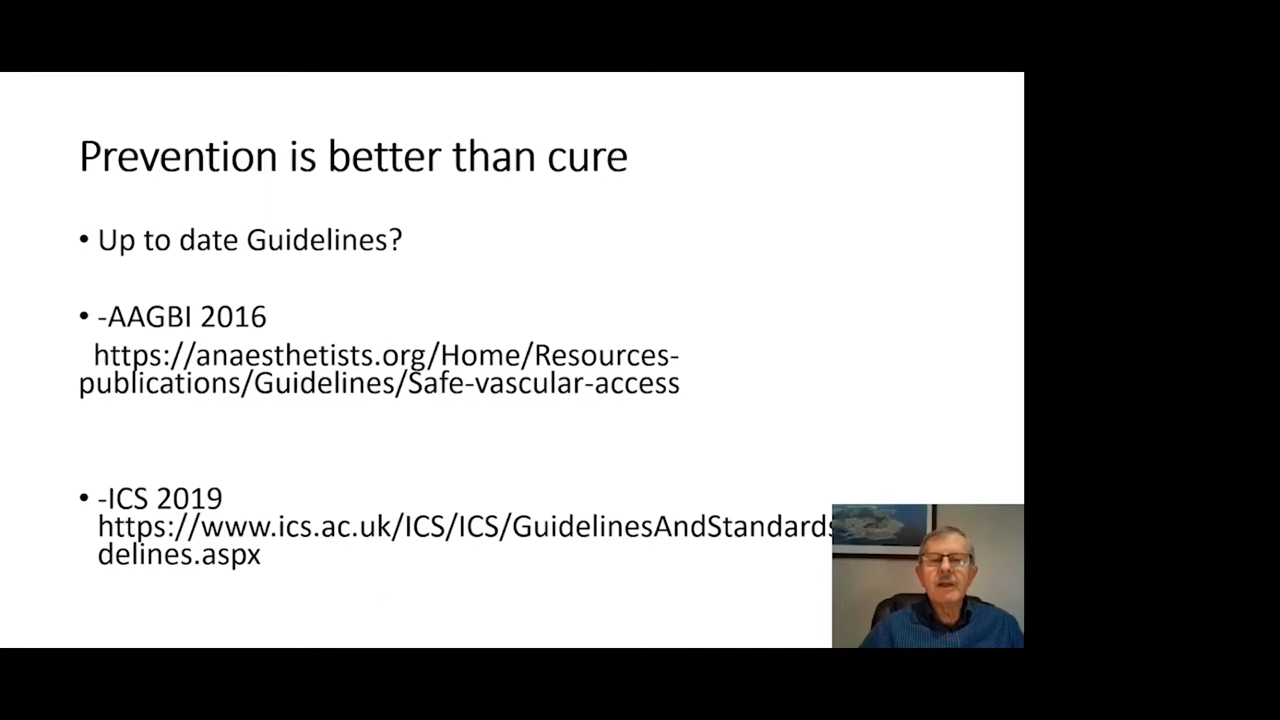 Prevention is better than cure
• Up to date Guidelines?
• -AAGBI 2016
https://anaesthetists.org/Home/Resources-
publications/Guidelines/Safe-vascular-access
• -ICS 2019
https://www.ics.ac.uk/ICS/ICS/GuidelinesAndStandards
delines.aspx